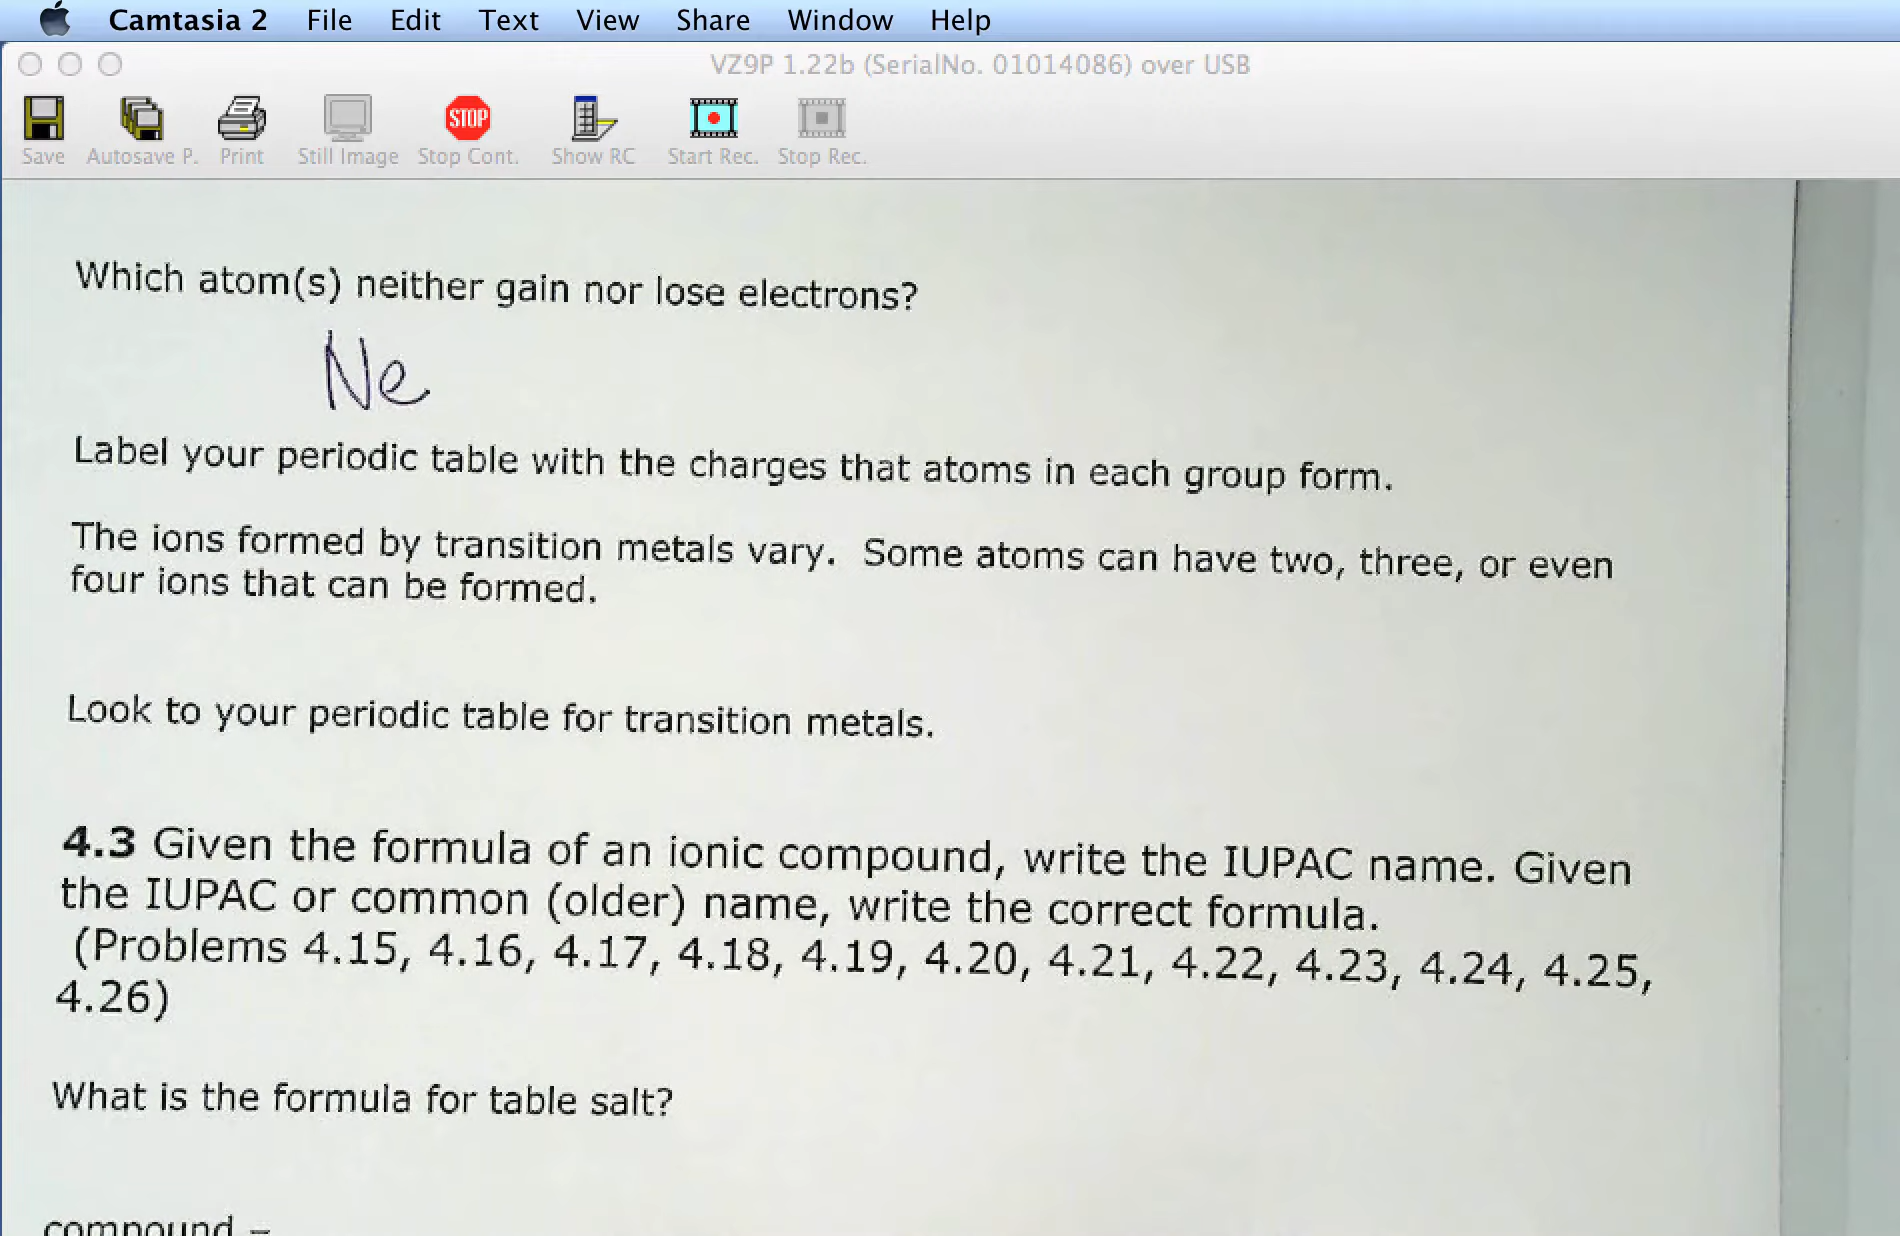 Camtasia 2 File Edit Text View Share Window Help
VZ9P 1.22b (SerialNo. 01014086) over USB
STOP
Save Autosave P. Print Still Image Stop Cont. Show RC Start Rec. Stop Rec.
Which atom(s) neither gain nor lose electrons?
Ne
Label your periodic table with the charges that atoms in each group form.
The ions formed by transition metals vary. Some atoms can have two, three, or even
four ions that can be formed.
Look to your periodic table for transition metals.
4.3 Given the formula of an ionic compound, write the IUPAC name. Given
the IUPAC or common (older) name, write the correct formula.
(Problems 4.15, 4.16, 4.17, 4.18, 4.19, 4.20, 4.21, 4.22, 4.23, 4.24, 4.25,
4.26)
What is the formula for table salt?
compound –